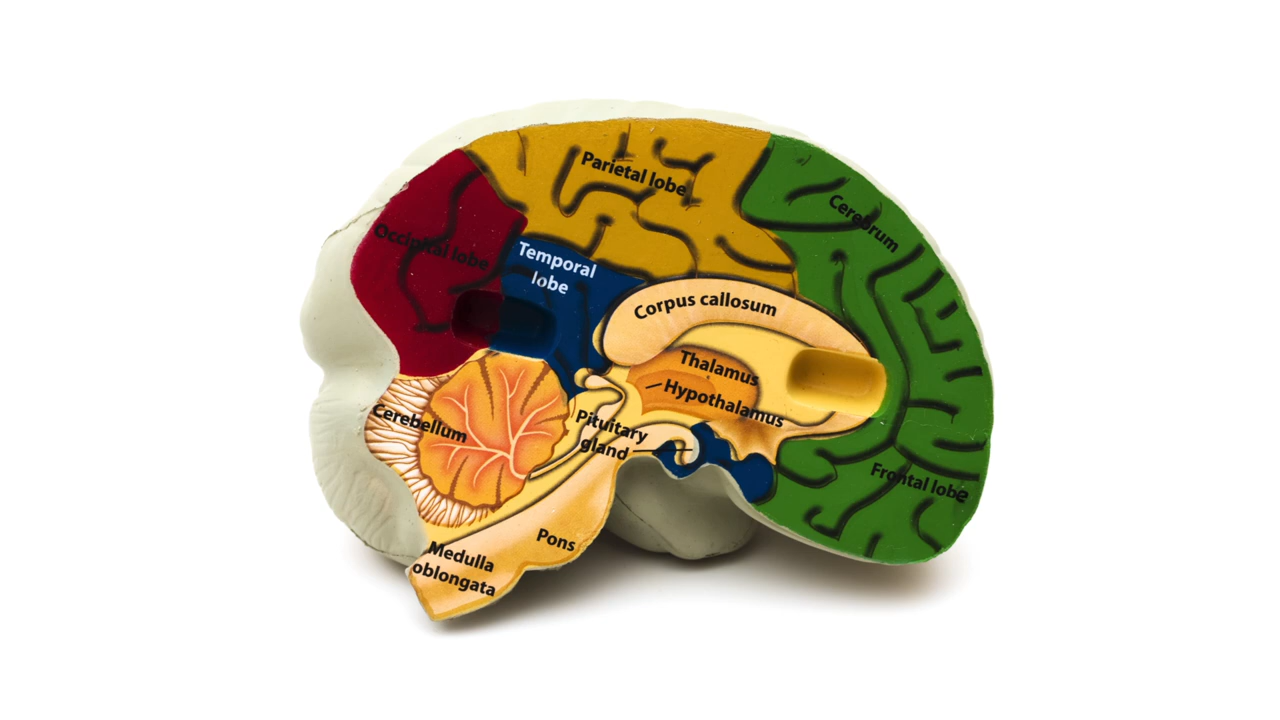 Parietal lobe
Cerebrum
Occipital lobe
Temporal
lobe
Corpus callosum
Thalamus
Hypothalamus
Cerebellum
Pituitary
gland
Frontal lobe
Pons
Medulla
oblongata